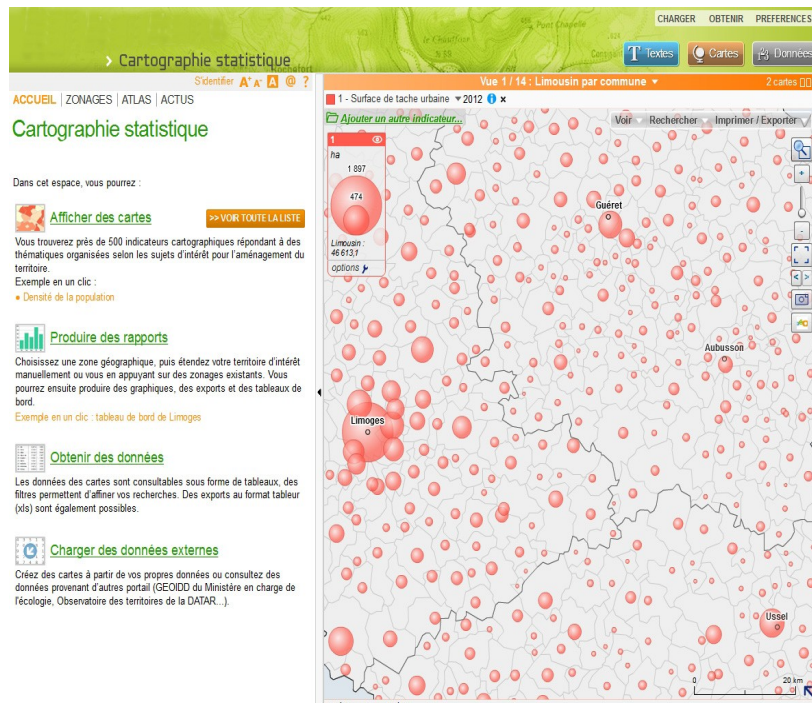 CHARGER OBTENIR PREFERENCES
Pont Chapelle
› Cartographie statistique
Rochefort
Textes Cartes Données
S'identifier A⁺ A⁻ A @ ?
ACCUEIL | ZONAGES | ATLAS | ACTUS
Cartographie statistique
Dans cet espace, vous pourrez :
Afficher des cartes
>> VOIR TOUTE LA LISTE
Vous trouverez près de 500 indicateurs cartographiques répondant à des
thématiques organisées selon les sujets d'intérêt pour l'aménagement du
territoire.
Exemple en un clic :
• Densité de la population
Produire des rapports
Choisissez une zone géographique, puis étendez votre territoire d'intérêt
manuellement ou vous en appuyant sur des zonages existants. Vous
pourrez ensuite produire des graphiques, des exports et des tableaux de
bord.
Exemple en un clic : tableau de bord de Limoges
Obtenir des données
Les données des cartes sont consultables sous forme de tableaux, des
filtres permettent d'affiner vos recherches. Des exports au format tableur
(xls) sont également possibles.
Charger des données externes
Créez des cartes à partir de vos propres données ou consultez des
données provenant d'autres portail (GEOIDD du Ministère en charge de
l'écologie, Observatoire des territoires de la DATAR...).
Vue 1 / 14 : Limousin par commune
2 cartes
1 - Surface de tache urbaine 2012 i x
Ajouter un autre indicateur...
Voir Rechercher Imprimer / Exporter
1
ha
1 897
474
Limousin :
46 613,1
options
Guéret
Aubusson
Limoges
Ussel
0 20 km